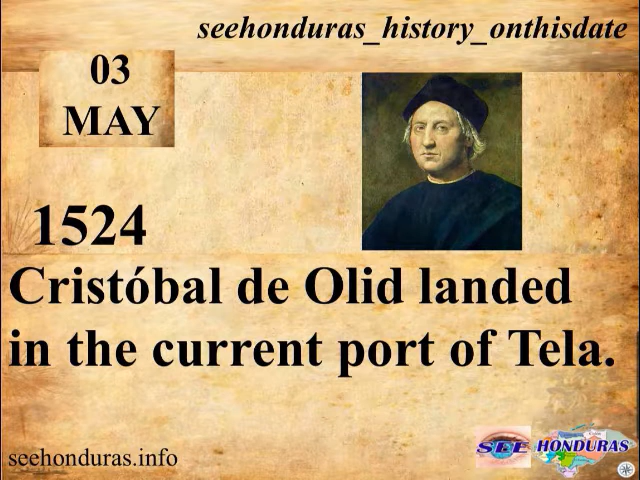 seehonduras_history_onthisdate
03
MAY
1524
Cristóbal de Olid landed
in the current port of Tela.
seehonduras.info
SEE HONDURAS